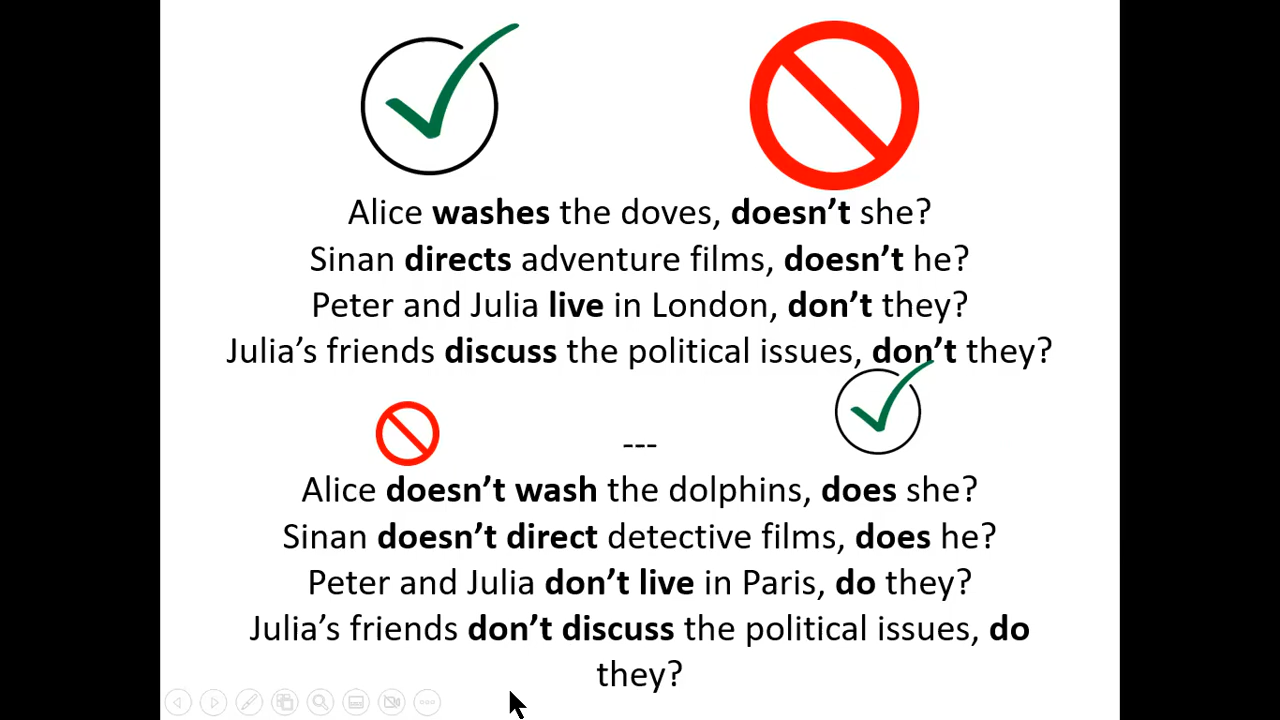 Alice washes the doves, doesn’t she?
Sinan directs adventure films, doesn’t he?
Peter and Julia live in London, don’t they?
Julia’s friends discuss the political issues, don’t they?
---
Alice doesn’t wash the dolphins, does she?
Sinan doesn’t direct detective films, does he?
Peter and Julia don’t live in Paris, do they?
Julia’s friends don’t discuss the political issues, do
they?